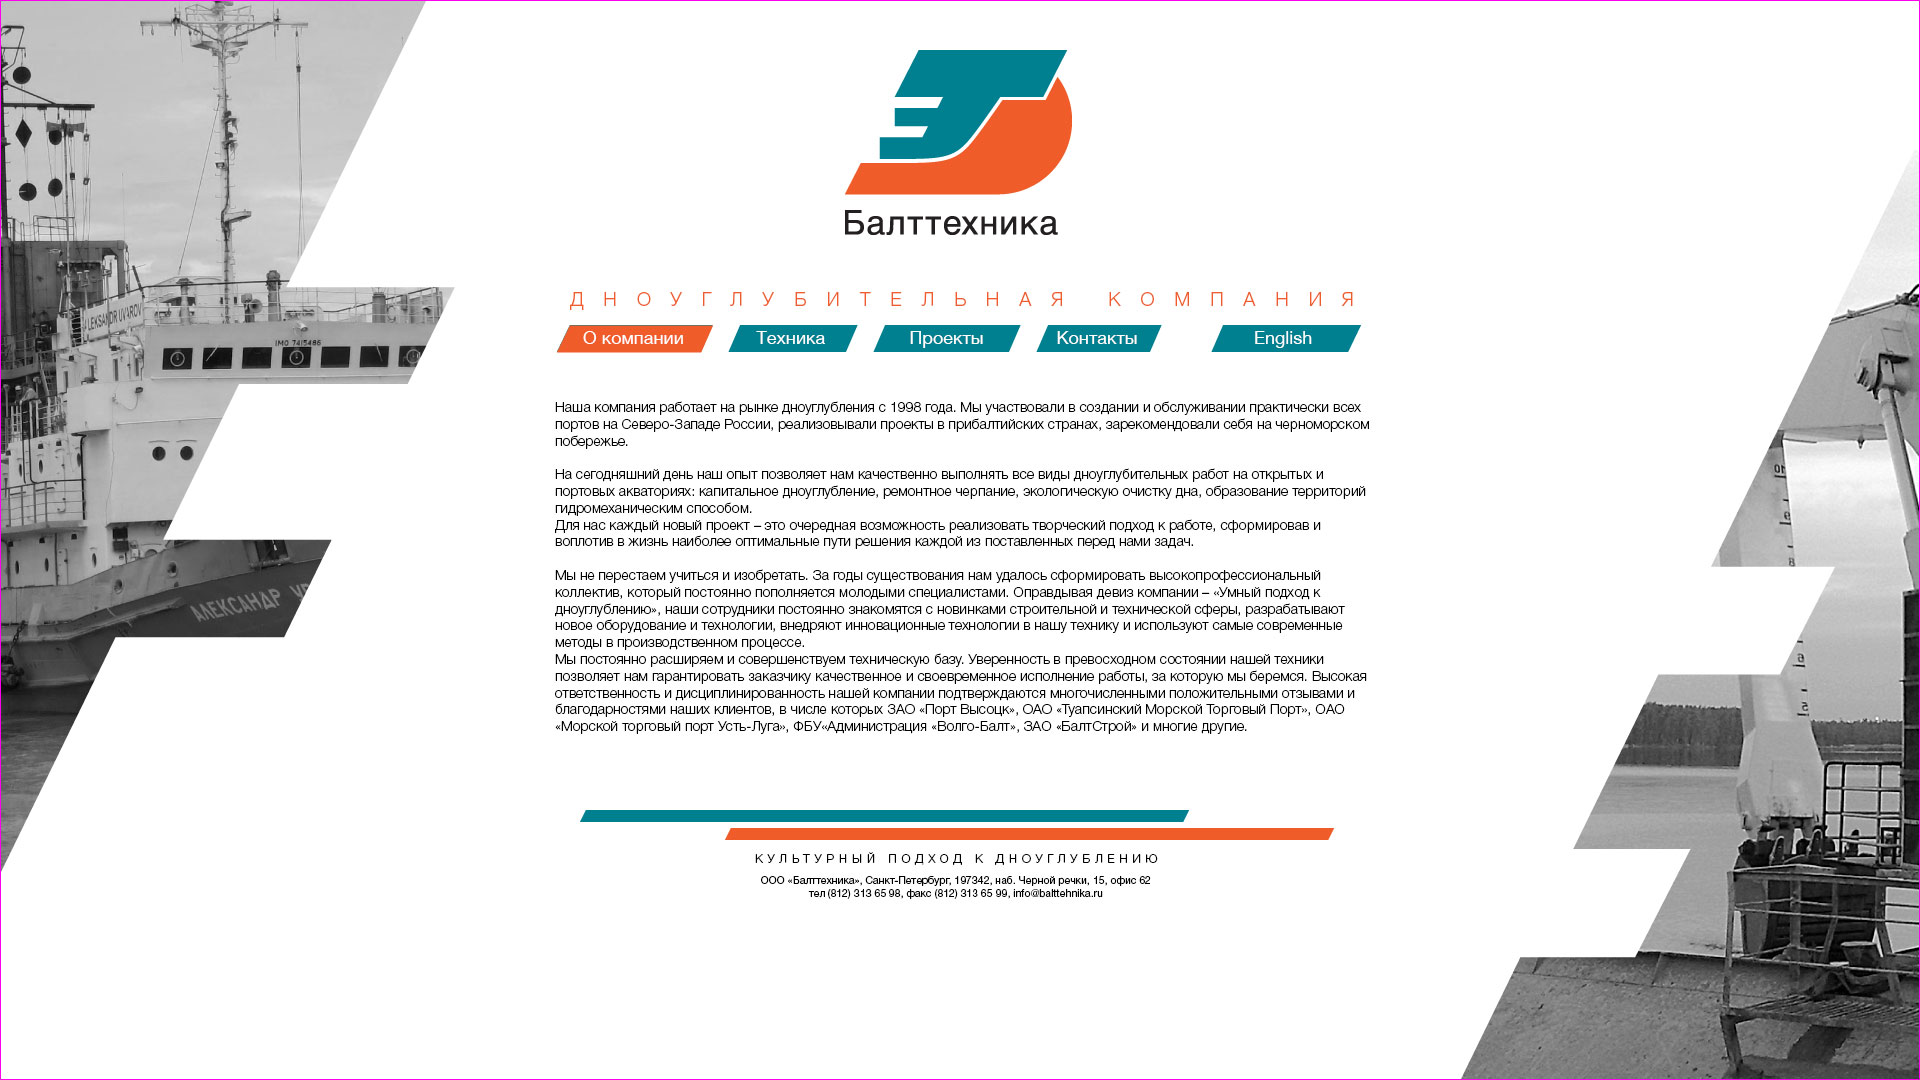 Балттехника
ДНОУГЛУБИТЕЛЬНАЯ КОМПАНИЯ
О компании Техника Проекты Контакты English
LEKSANDR UVAROV
IMO 7415486
Наша компания работает на рынке дноуглубления с 1998 года. Мы участвовали в создании и обслуживании практически всех
портов на Северо-Западе России, реализовывали проекты в прибалтийских странах, зарекомендовали себя на черноморском
побережье.
На сегодняшний день наш опыт позволяет нам качественно выполнять все виды дноуглубительных работ на открытых и
портовых акваториях: капитальное дноуглубление, ремонтное черпание, экологическую очистку дна, образование территорий
гидромеханическим способом.
Для нас каждый новый проект – это очередная возможность реализовать творческий подход к работе, сформировав и
воплотив в жизнь наиболее оптимальные пути решения каждой из поставленных перед нами задач.
Мы не перестаем учиться и изобретать. За годы существования нам удалось сформировать высокопрофессиональный
коллектив, который постоянно пополняется молодыми специалистами. Оправдывая девиз компании – «Умный подход к
дноуглублению», наши сотрудники постоянно знакомятся с новинками строительной и технической сферы, разрабатывают
новое оборудование и технологии, внедряют инновационные технологии в нашу технику и используют самые современные
методы в производственном процессе.
Мы постоянно расширяем и совершенствуем техническую базу. Уверенность в превосходном состоянии нашей техники
позволяет нам гарантировать заказчику качественное и своевременное исполнение работы, за которую мы беремся. Высокая
ответственность и дисциплинированность нашей компании подтверждаются многочисленными положительными отзывами и
благодарностями наших клиентов, в числе которых ЗАО «Порт Высоцк», ОАО «Туапсинский Морской Торговый Порт», ОАО
«Морской торговый порт Усть-Луга», ФБУ«Администрация «Волго-Балт», ЗАО «БалтСтрой» и многие другие.
АЛЕКСАНДР
КУЛЬТУРНЫЙ ПОДХОД К ДНОУГЛУБЛЕНИЮ
ООО «Балттехника», Санкт-Петербург, 197342, наб. Черной речки, 15, офис 62
тел (812) 313 65 98, факс (812) 313 65 99, info@balttehnika.ru